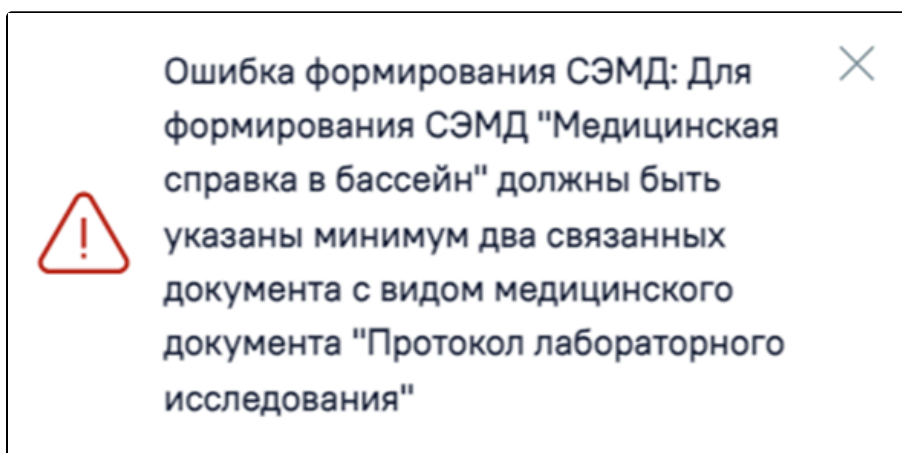 Ошибка формирования СЭМД: Для
формирования СЭМД "Медицинская
справка в бассейн" должны быть
указаны минимум два связанных
документа с видом медицинского
документа "Протокол лабораторного
исследования"